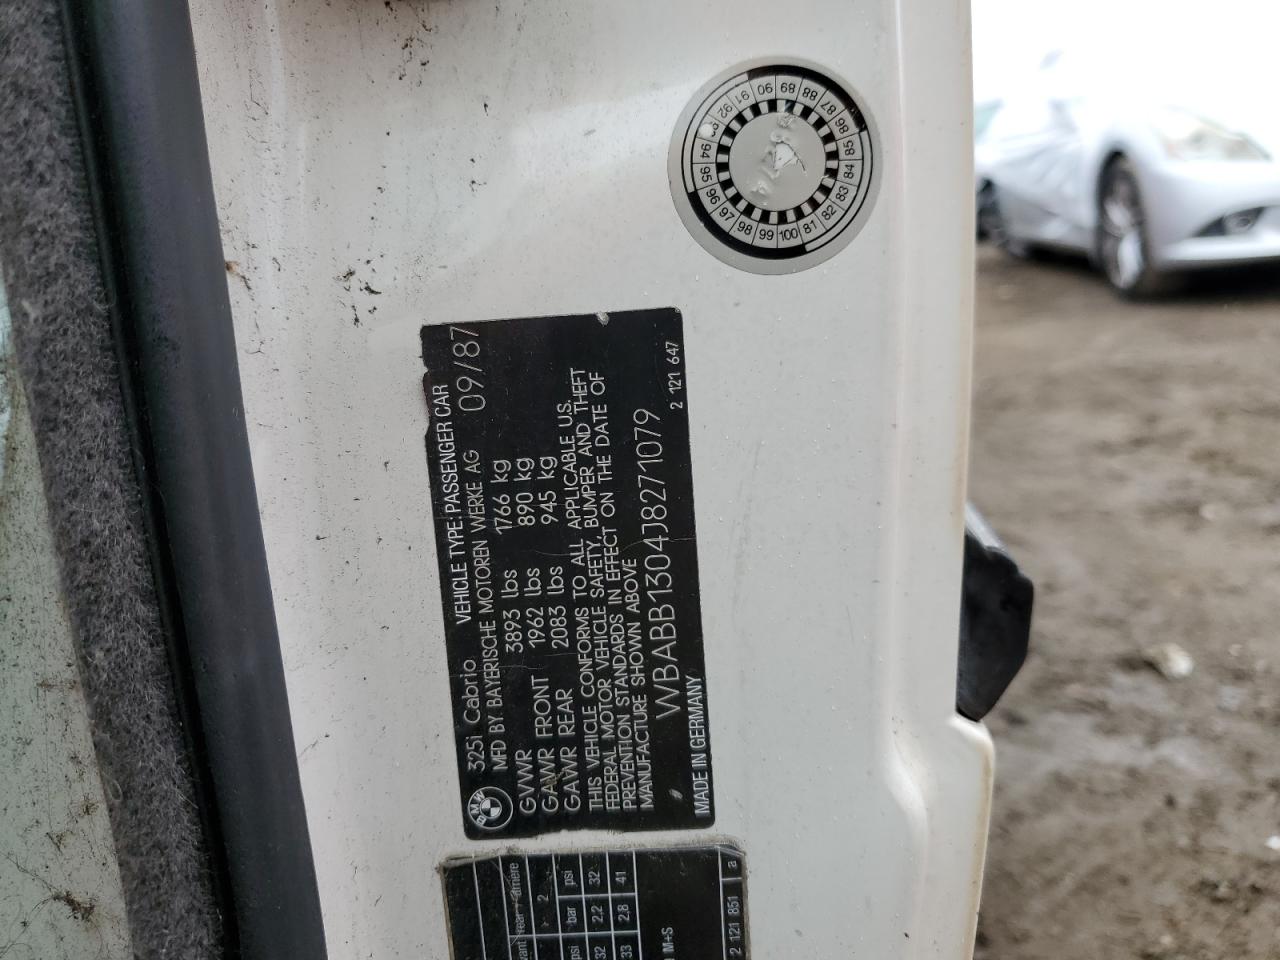 81 82 83 84 85 86 87 88 89 90 91 92 93 94 95 96 97 98 99 100
BMW
325i Cabrio. VEHICLE TYPE: PASSENGER CAR
MFD BY BAYERISCHE MOTOREN WERKE AG 09/87
GVWR 3893 lbs 1766 kg
GAWR FRONT 1962 lbs 890 kg
GAWR REAR 2083 lbs 945 kg
THIS VEHICLE CONFORMS TO ALL APPLICABLE US.
FEDERAL MOTOR VEHICLE SAFETY, BUMPER AND THEFT
PREVENTION STANDARDS IN EFFECT ON THE DATE OF
MANUFACTURE SHOWN ABOVE
WBABB1304J8271079 2 121 647
MADE IN GERMANY
2
psi bar psi
32 2.2 32
33 2.8 41
M+S
2 121 851 a